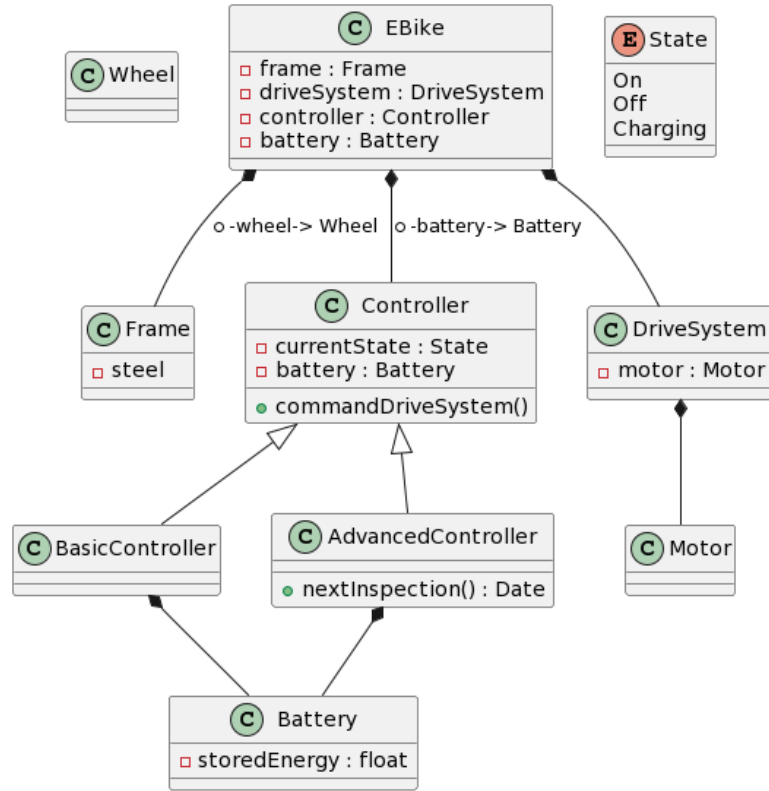 C Wheel
C EBike
frame : Frame
driveSystem : DriveSystem
controller : Controller
battery : Battery
E State
On
Off
Charging
-wheel-> Wheel
-battery-> Battery
C Frame
steel
C Controller
currentState : State
battery : Battery
commandDriveSystem()
C DriveSystem
motor : Motor
C BasicController
C AdvancedController
nextInspection() : Date
C Motor
C Battery
storedEnergy : float